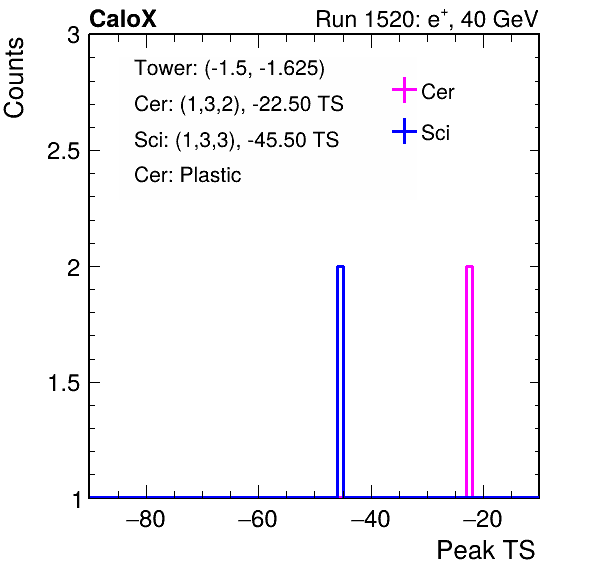 CaloX Run 1520: e+, 40 GeV
Counts
3
2.5
2
1.5
1
Tower: (-1.5, -1.625)
Cer: (1,3,2), -22.50 TS
Sci: (1,3,3), -45.50 TS
Cer: Plastic
Cer
Sci
−80 −60 −40 −20
Peak TS